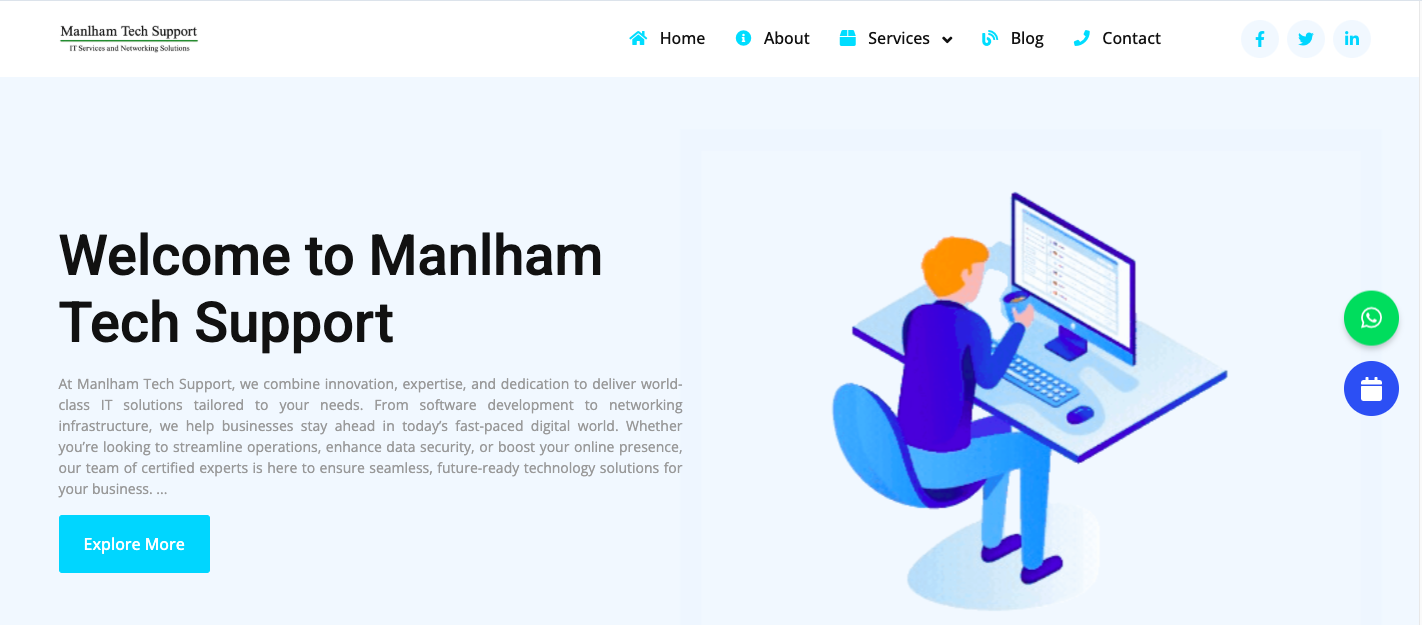 Manlham Tech Support
IT Services and Networking Solutions
Home
About
Services
Blog
Contact
Welcome to Manlham
Tech Support
At Manlham Tech Support, we combine innovation, expertise, and dedication to deliver world-
class IT solutions tailored to your needs. From software development to networking
infrastructure, we help businesses stay ahead in today’s fast-paced digital world. Whether
you’re looking to streamline operations, enhance data security, or boost your online presence,
our team of certified experts is here to ensure seamless, future-ready technology solutions for
your business. ...
Explore More